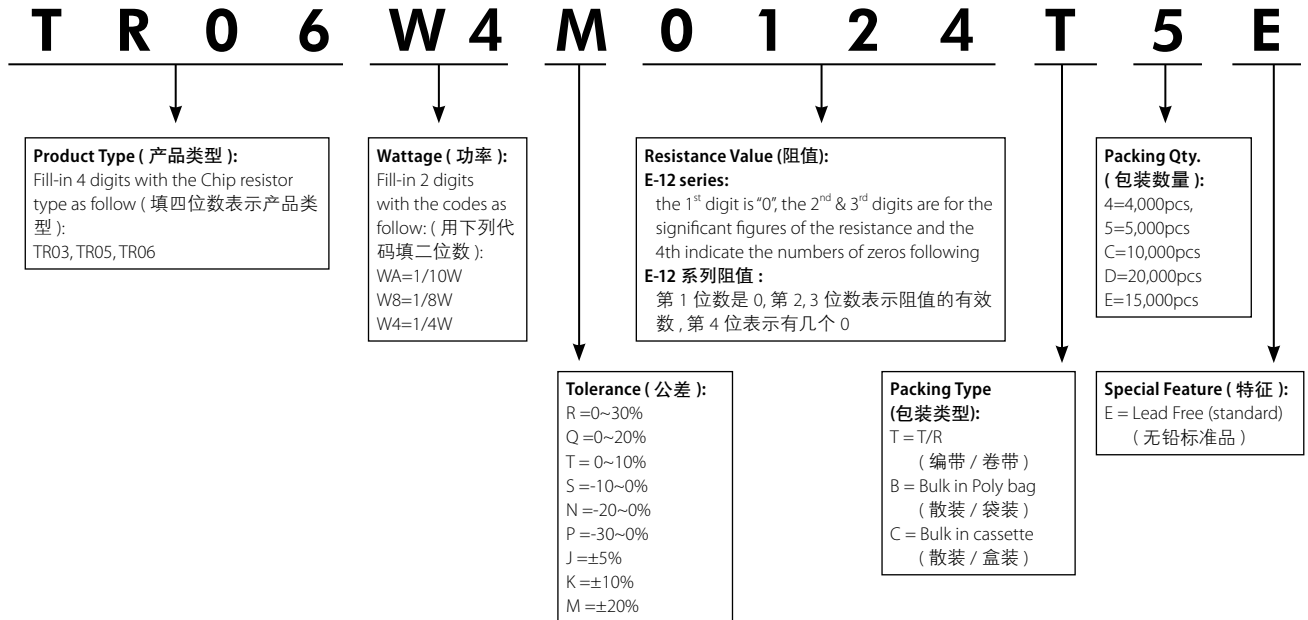 T R 0 6 W 4 M 0 1 2 4 T 5 E
Product Type ( 产品类型 ):
Fill-in 4 digits with the Chip resistor
type as follow ( 填四位数表示产品类
型 ):
TR03, TR05, TR06
Wattage ( 功率 ):
Fill-in 2 digits
with the codes as
follow: ( 用下列代
码填二位数 ):
WA=1/10W
W8=1/8W
W4=1/4W
Resistance Value (阻值):
E-12 series:
the 1st digit is “0”, the 2nd & 3rd digits are for the
significant figures of the resistance and the
4th indicate the numbers of zeros following
E-12 系列阻值 :
第 1 位数是 0, 第 2, 3 位数表示阻值的有效
数 , 第 4 位表示有几个 0
Packing Qty.
( 包装数量 ):
4=4,000pcs,
5=5,000pcs
C=10,000pcs
D=20,000pcs
E=15,000pcs
Tolerance ( 公差 ):
R =0~30%
Q =0~20%
T = 0~10%
S =-10~0%
N =-20~0%
P =-30~0%
J =±5%
K =±10%
M =±20%
Packing Type
(包装类型):
T = T/R
( 编带 / 卷带 )
B = Bulk in Poly bag
( 散装 / 袋装 )
C = Bulk in cassette
( 散装 / 盒装 )
Special Feature ( 特征 ):
E = Lead Free (standard)
( 无铅标准品 )